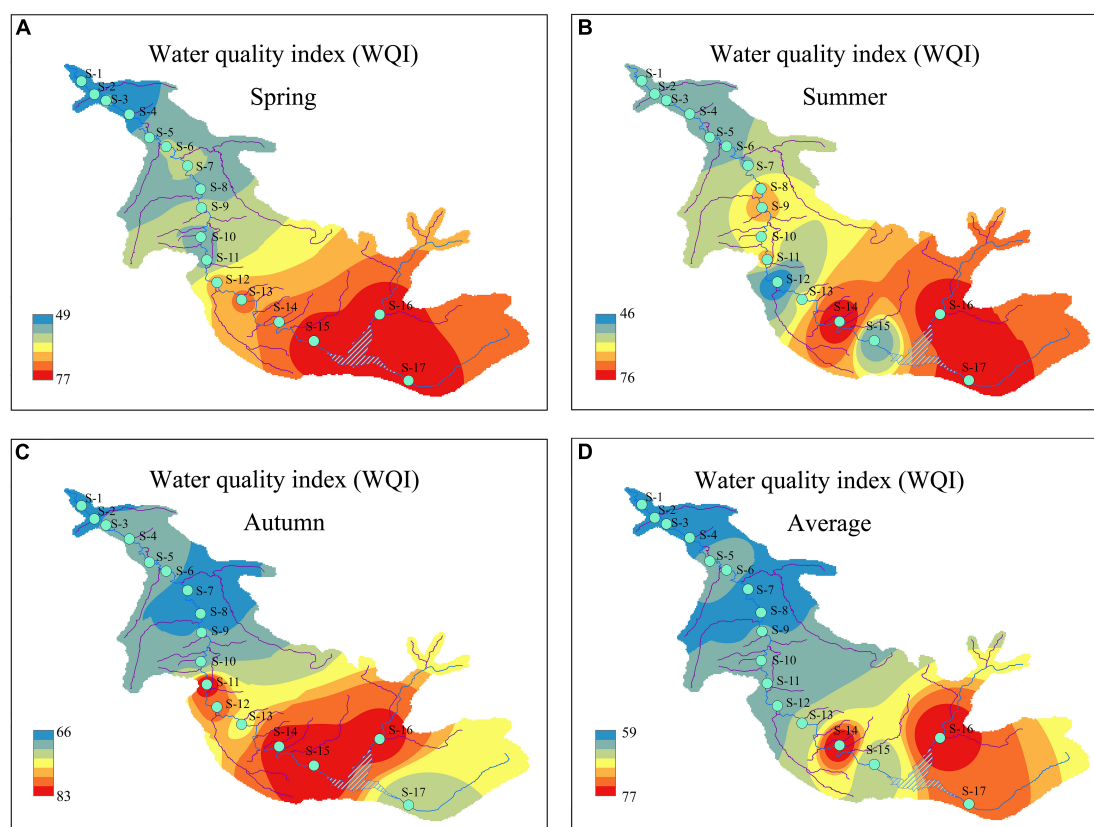 A
Water quality index (WQI)
Spring
S-1
S-2
S-3
S-4
S-5
S-6
S-7
S-8
S-9
S-10
S-11
S-12
S-13
S-14
S-15
S-16
S-17
49
77
B
Water quality index (WQI)
Summer
S-1
S-2
S-3
S-4
S-5
S-6
S-7
S-8
S-9
S-10
S-11
S-12
S-13
S-14
S-15
S-16
S-17
46
76
C
Water quality index (WQI)
Autumn
S-1
S-2
S-3
S-4
S-5
S-6
S-7
S-8
S-9
S-10
S-11
S-12
S-13
S-14
S-15
S-16
S-17
66
83
D
Water quality index (WQI)
Average
S-1
S-2
S-3
S-4
S-5
S-6
S-7
S-8
S-9
S-10
S-11
S-12
S-13
S-14
S-15
S-16
S-17
59
77